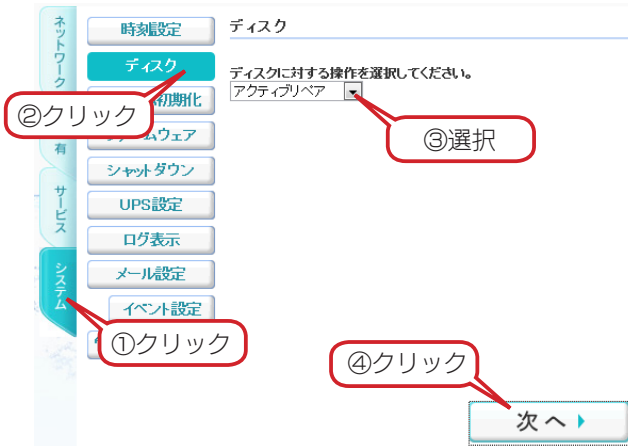 ネットワーク
有
サービス
システム
時刻設定
ディスク
初期化
ウェア
シャットダウン
UPS設定
ログ表示
メール設定
イベント設定
ディスク
ディスクに対する操作を選択してください。
アクティブリペア
②クリック
③選択
①クリック
④クリック
次へ